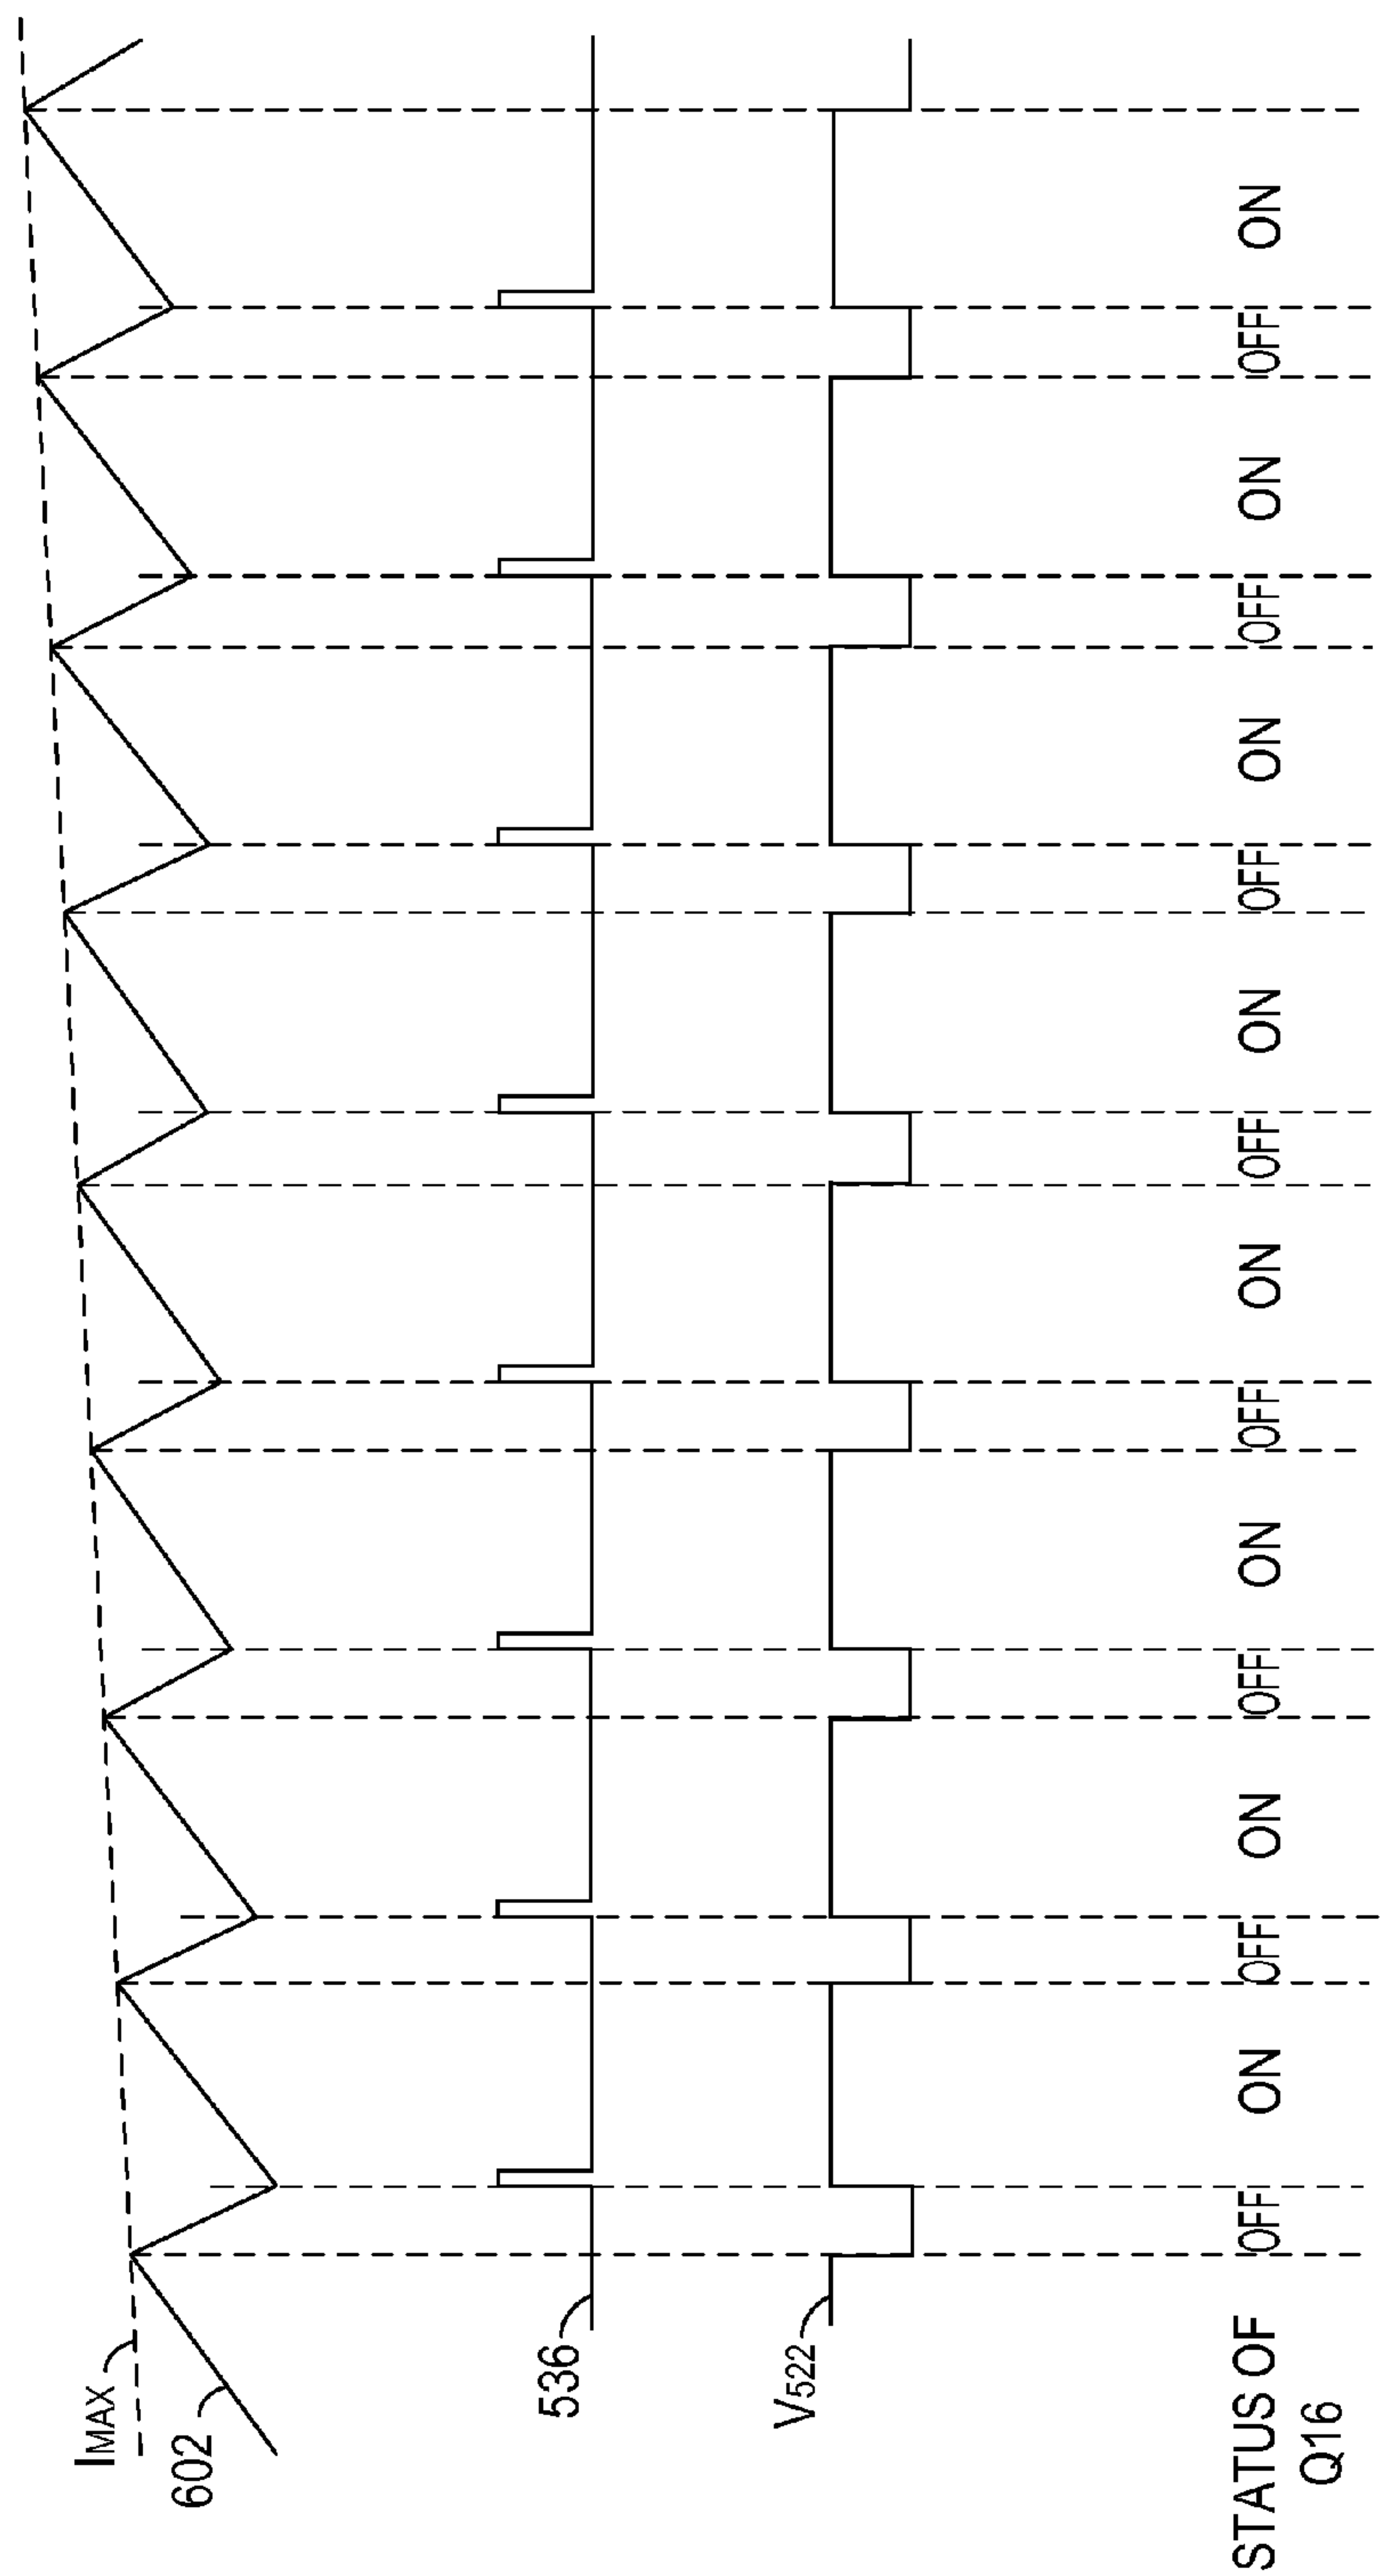 IMAX
602
536
V522
STATUS OF
Q16
OFF ON OFF ON OFF ON OFF ON OFF ON OFF ON OFF ON OFF ON